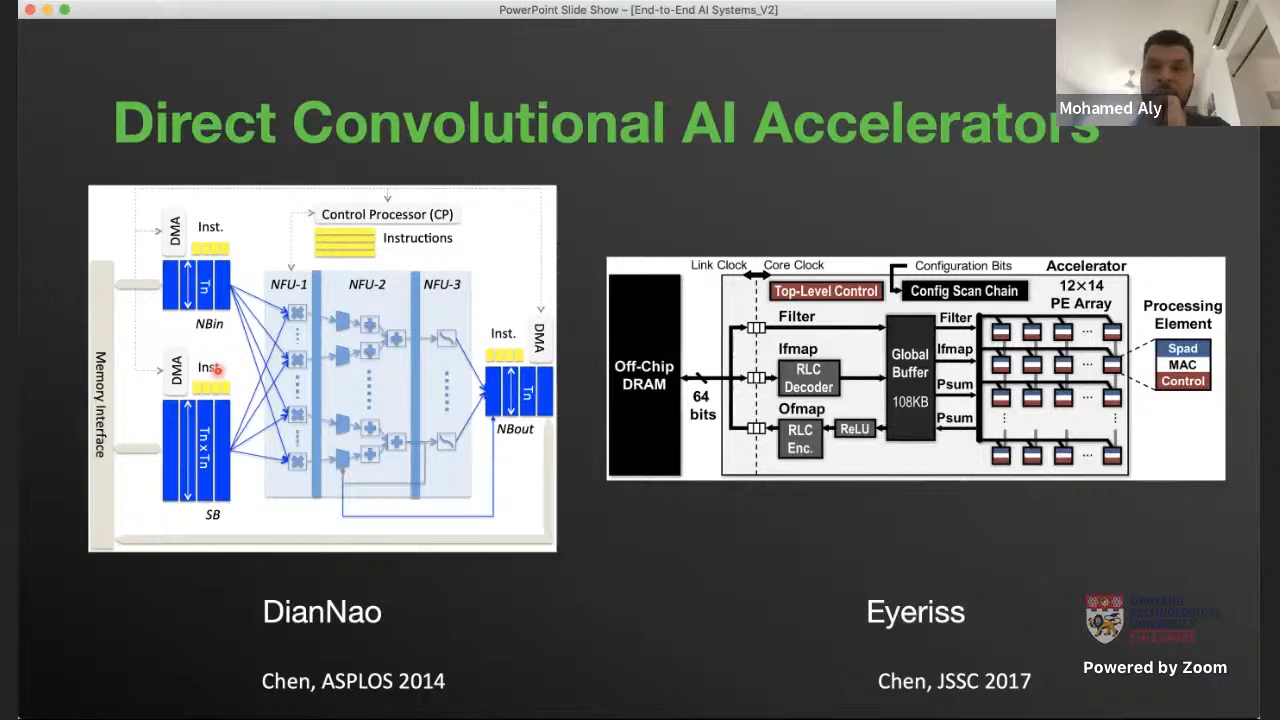 PowerPoint Slide Show – [End-to-End AI Systems_V2]
Mohamed Aly
Direct Convolutional AI Accelerators
DMA
Inst.
Control Processor (CP)
Instructions
Tn
NBin
NFU-1
NFU-2
NFU-3
DMA
Inst.
Tn x Tn
SB
Memory Interface
Inst.
DMA
Tn
NBout
Link Clock
Core Clock
Configuration Bits
Accelerator
Top-Level Control
Config Scan Chain
12×14
PE Array
Off-Chip
DRAM
64
bits
Filter
Ifmap
RLC
Decoder
Ofmap
RLC
Enc.
ReLU
Global
Buffer
108KB
Filter
Ifmap
Psum
Psum
Processing
Element
Spad
MAC
Control
DianNao
Eyeriss
Chen, ASPLOS 2014
Chen, JSSC 2017
NANYANG
TECHNOLOGICAL
UNIVERSITY
SINGAPORE
Powered by Zoom